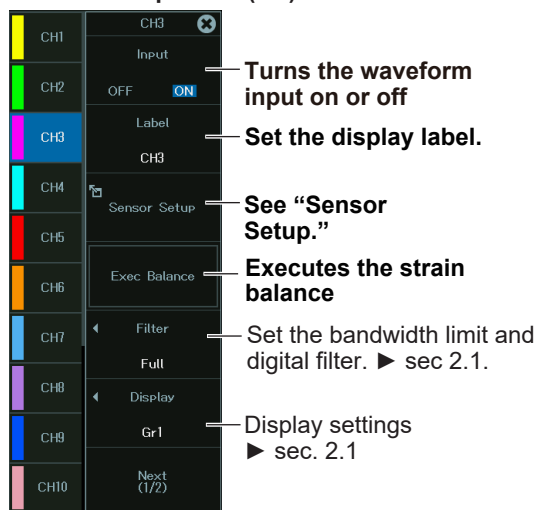 CH1
CH2
CH3
CH4
CH5
CH6
CH7
CH8
CH9
CH10
CH3
Input
OFF ON
Label
CH3
Sensor Setup
Exec Balance
Filter
Full
Display
Gr1
Next
(1/2)
Turns the waveform
input on or off
Set the display label.
See “Sensor
Setup.”
Executes the strain
balance
Set the bandwidth limit and
digital filter. ► sec 2.1.
Display settings
► sec. 2.1